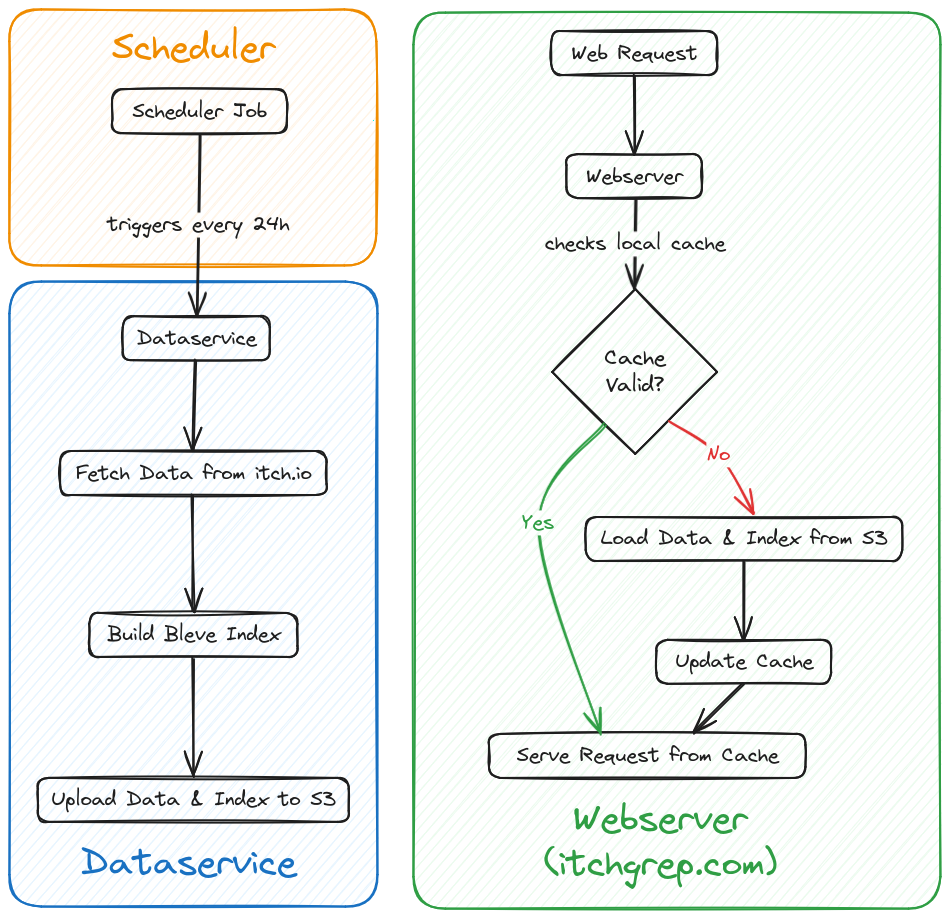 Scheduler
Scheduler Job
triggers every 24h
Dataservice
Fetch Data from itch.io
Build Bleve Index
Upload Data & Index to S3
Dataservice
Web Request
Webserver
checks local cache
Cache
Valid?
No
Yes
Load Data & Index from S3
Update Cache
Serve Request from Cache
Webserver
(itchgrep.com)